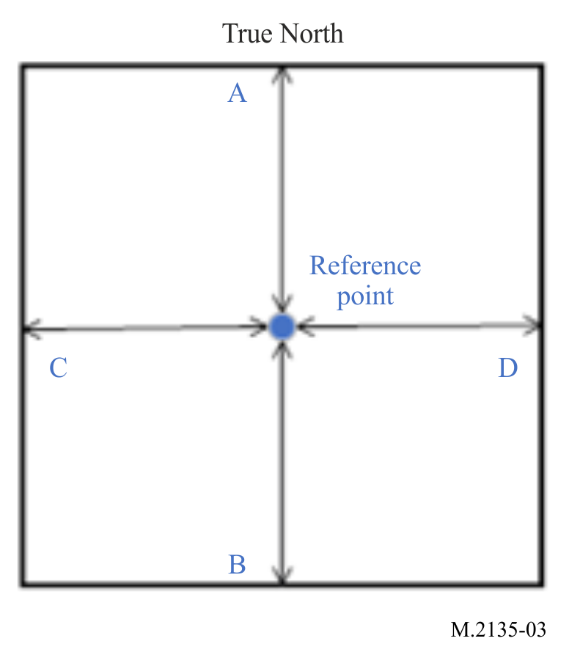 True North
A
Reference
point
C
D
B
M.2135-03